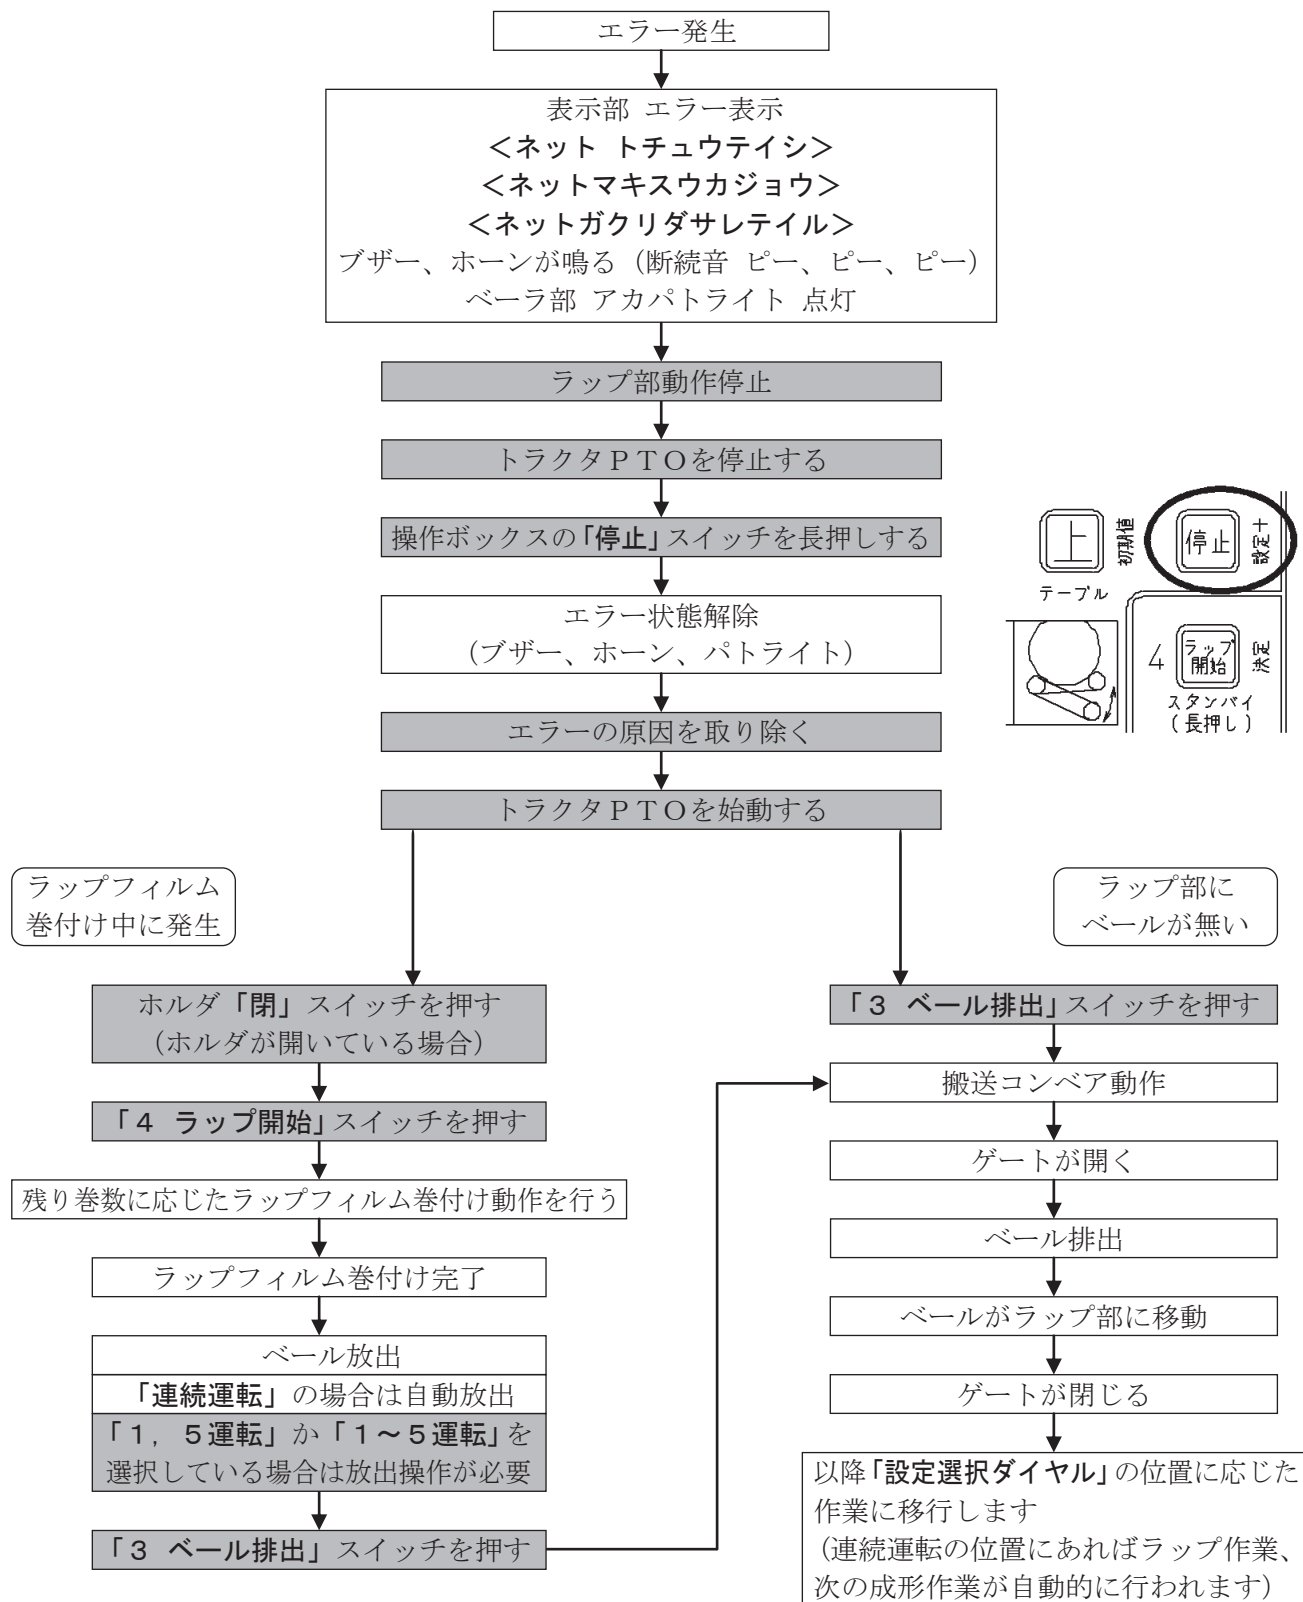 エラー発生
表示部 エラー表示
＜ネット トチュウテイシ＞
＜ネットマキスウカジョウ＞
＜ネットガクリダサレテイル＞
ブザー、ホーンが鳴る（断続音 ピー、ピー、ピー）
ベーラ部 アカパトライト 点灯
ラップ部動作停止
トラクタＰＴＯを停止する
操作ボックスの「停止」スイッチを長押しする
エラー状態解除
（ブザー、ホーン、パトライト）
エラーの原因を取り除く
トラクタＰＴＯを始動する
上
初期値
停止
設定＋
テーブル
4
ラップ
開始
決定
スタンバイ
（長押し）
ラップフィルム
巻付け中に発生
ホルダ「閉」スイッチを押す
（ホルダが開いている場合）
「４ ラップ開始」スイッチを押す
残り巻数に応じたラップフィルム巻付け動作を行う
ラップフィルム巻付け完了
ベール放出
「連続運転」の場合は自動放出
「１，５運転」か「１～５運転」を
選択している場合は放出操作が必要
「３ ベール排出」スイッチを押す
ラップ部に
ベールが無い
「３ ベール排出」スイッチを押す
搬送コンベア動作
ゲートが開く
ベール排出
ベールがラップ部に移動
ゲートが閉じる
以降「設定選択ダイヤル」の位置に応じた
作業に移行します
（連続運転の位置にあればラップ作業、
次の成形作業が自動的に行われます）